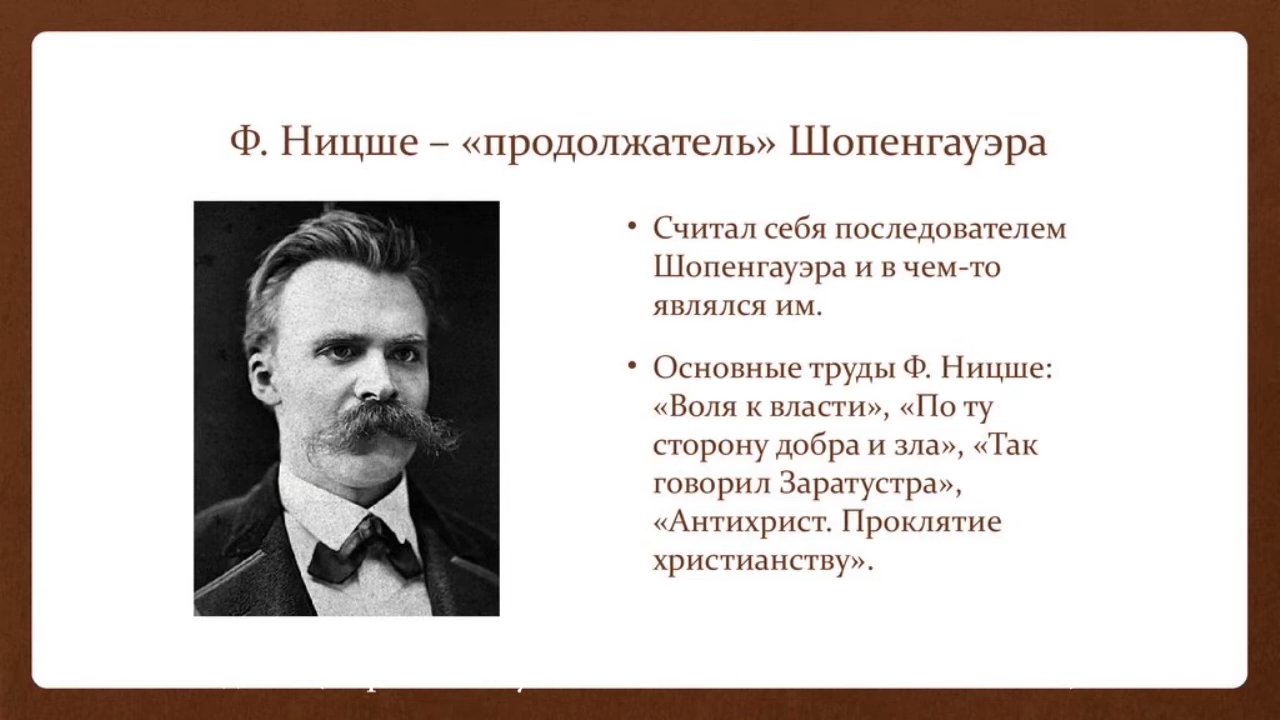 Ф. Ницше – «продолжатель» Шопенгауэра
• Считал себя последователем
Шопенгауэра и в чем-то
являлся им.
• Основные труды Ф. Ницше:
«Воля к власти», «По ту
сторону добра и зла», «Так
говорил Заратустра»,
«Антихрист. Проклятие
христианству».